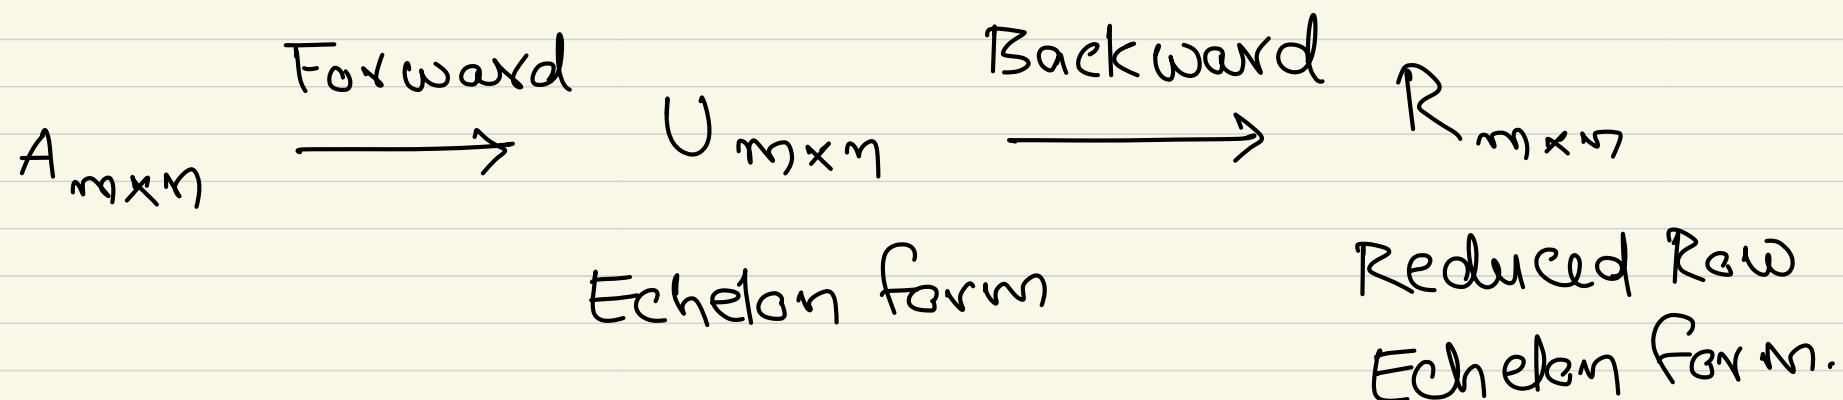 Forward Backward
A m×n → U m×n → R m×n
Echelon form Reduced Row
Echelon form.